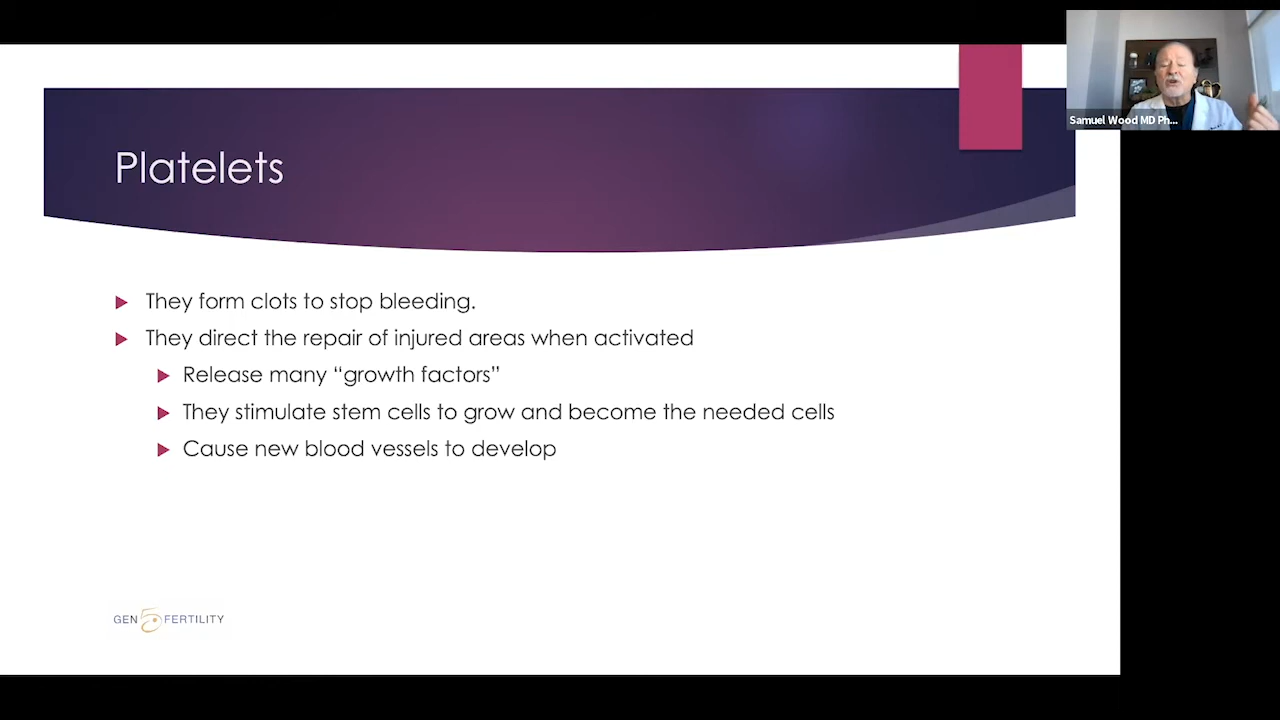 Samuel Wood MD Ph...
Platelets
They form clots to stop bleeding.
They direct the repair of injured areas when activated
Release many “growth factors”
They stimulate stem cells to grow and become the needed cells
Cause new blood vessels to develop
GEN 5 FERTILITY